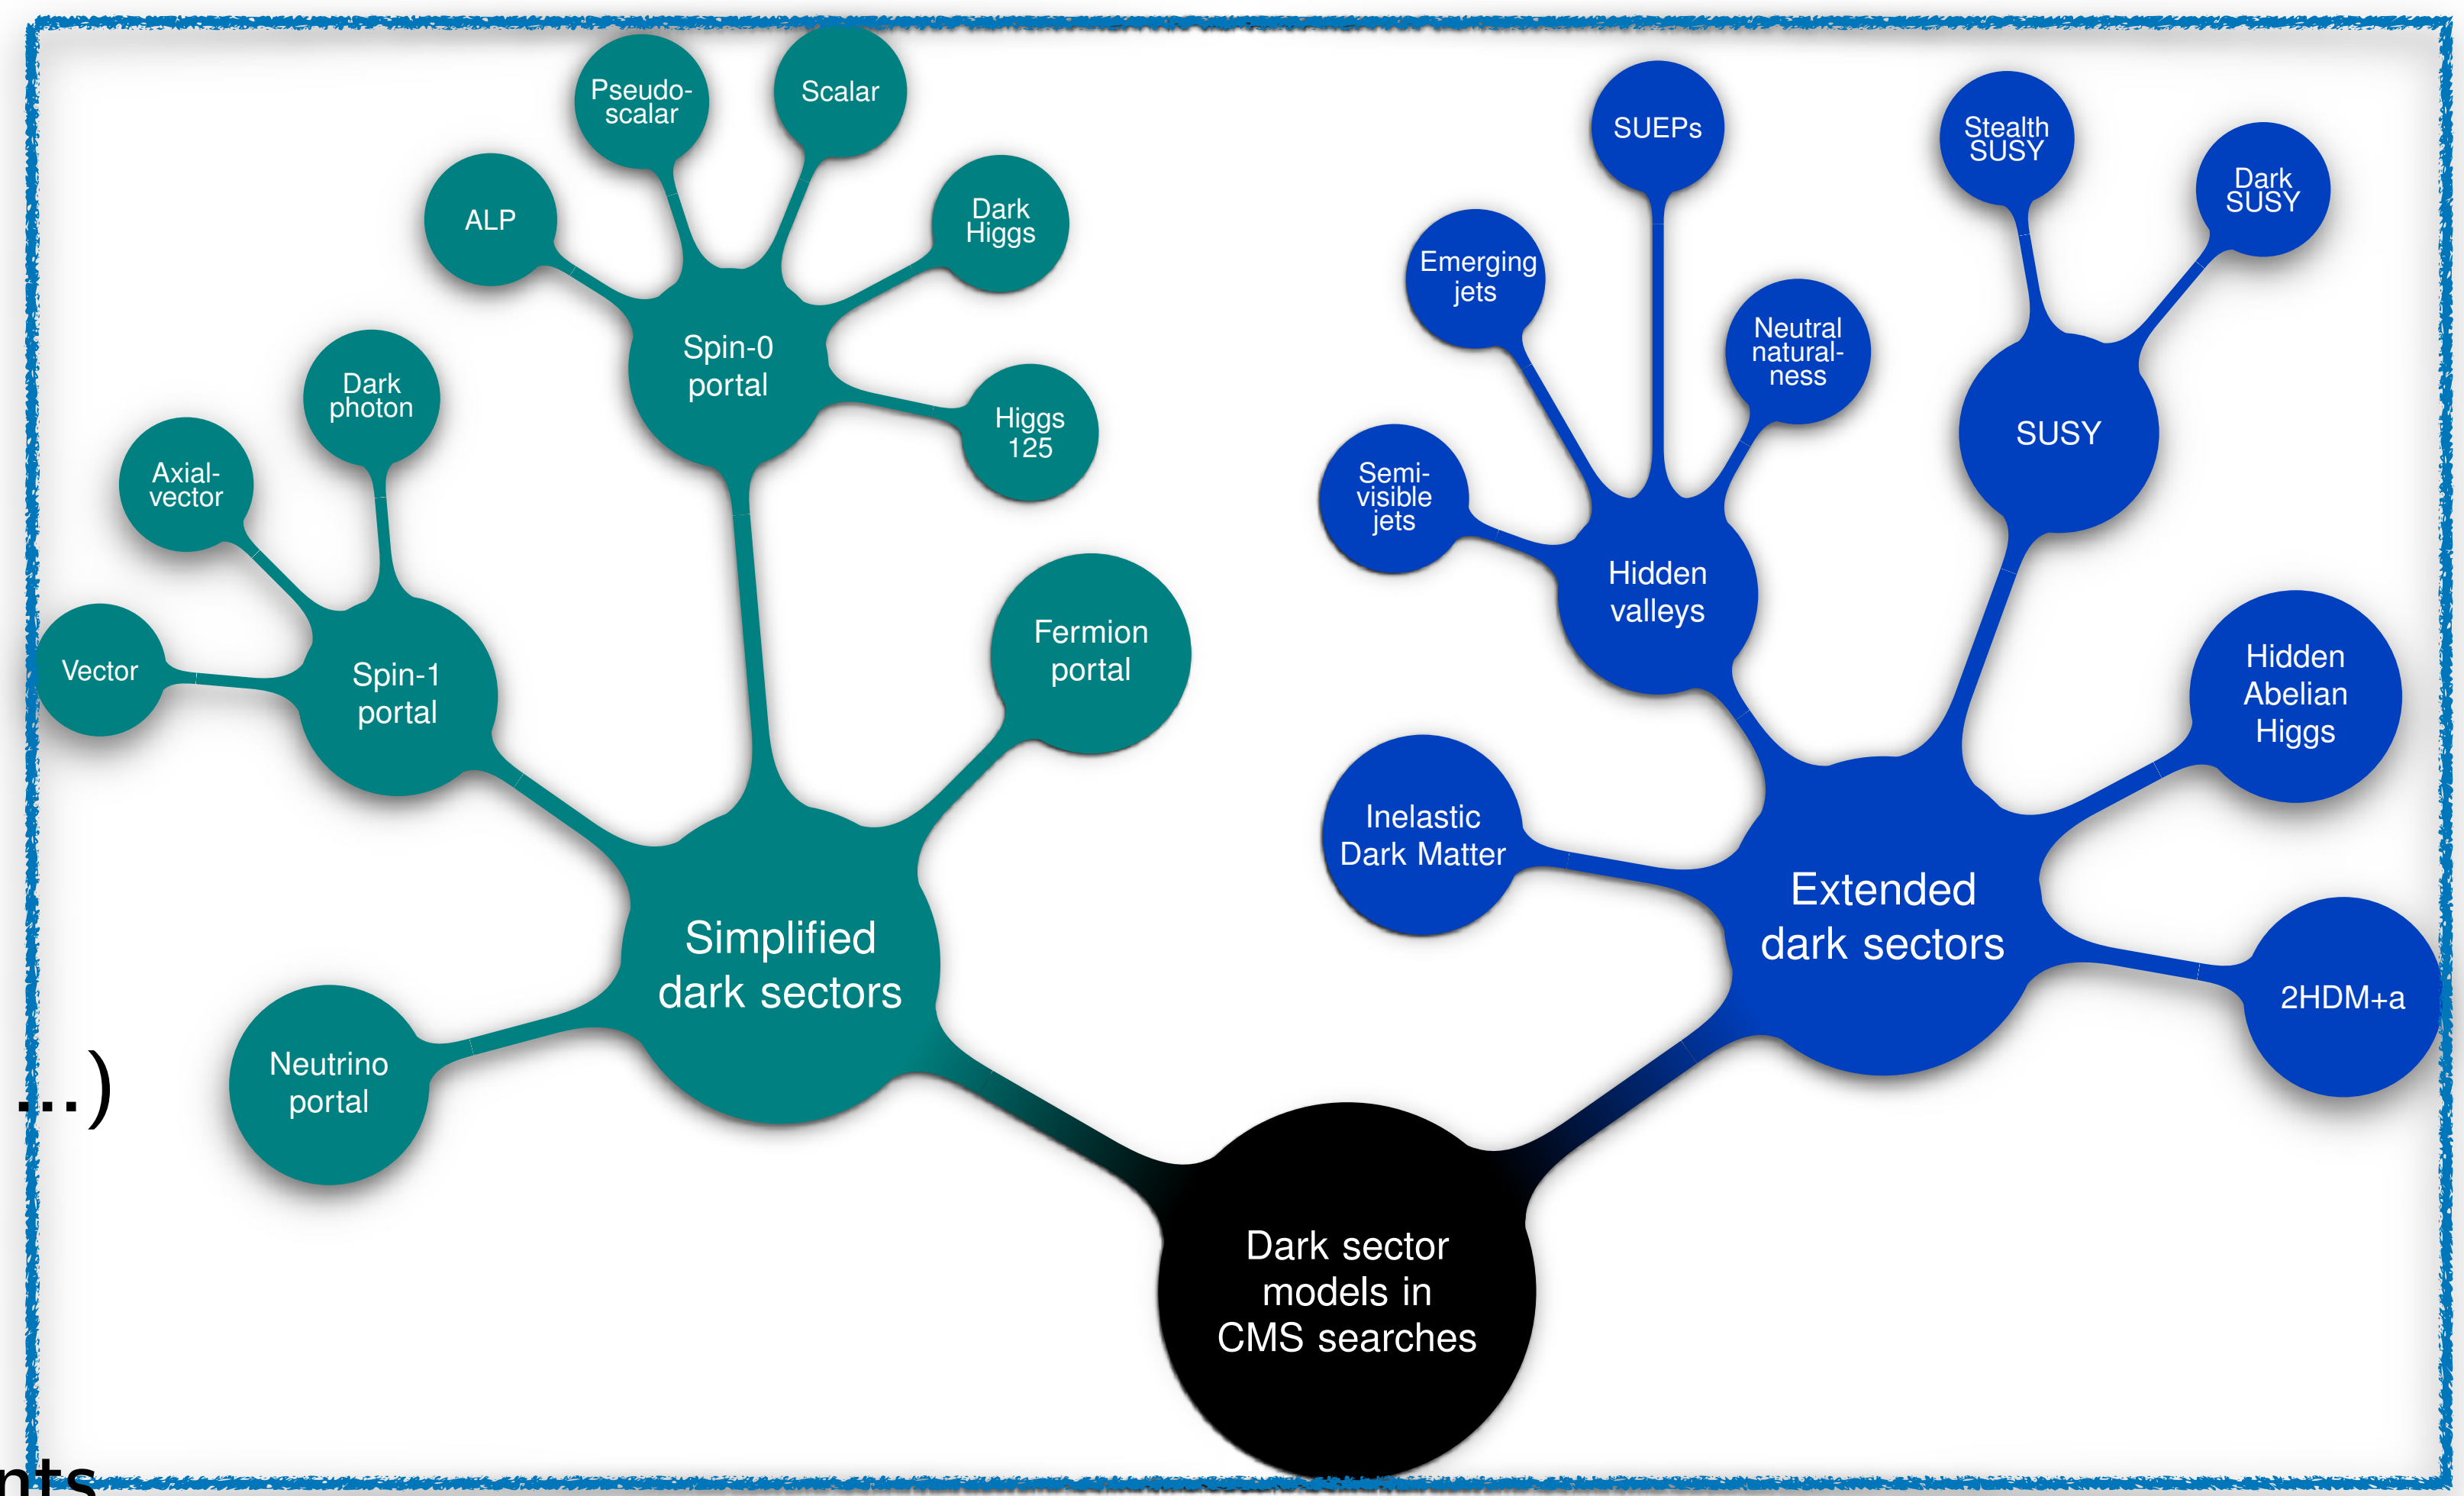 Pseudo-
scalar
Scalar
ALP
Dark
Higgs
Spin-0
portal
Higgs
125
Dark
photon
Axial-
vector
Vector
Spin-1
portal
Fermion
portal
Simplified
dark sectors
Neutrino
portal
SUEPs
Stealth
SUSY
Dark
SUSY
Emerging
jets
Neutral
natural-
ness
Semi-
visible
jets
SUSY
Hidden
valleys
Hidden
Abelian
Higgs
Inelastic
Dark Matter
Extended
dark sectors
2HDM+a
Dark sector
models in
CMS searches
...)